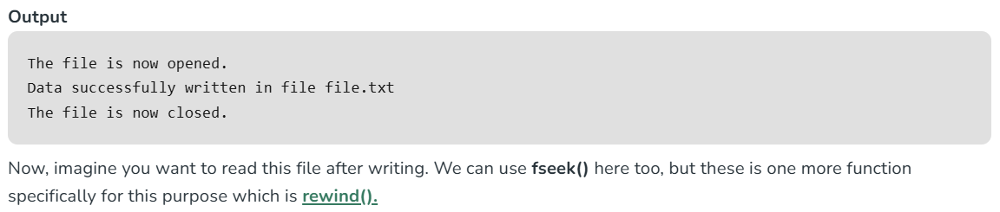 Output
The file is now opened.
Data successfully written in file file.txt
The file is now closed.
Now, imagine you want to read this file after writing. We can use fseek() here too, but these is one more function
specifically for this purpose which is rewind().